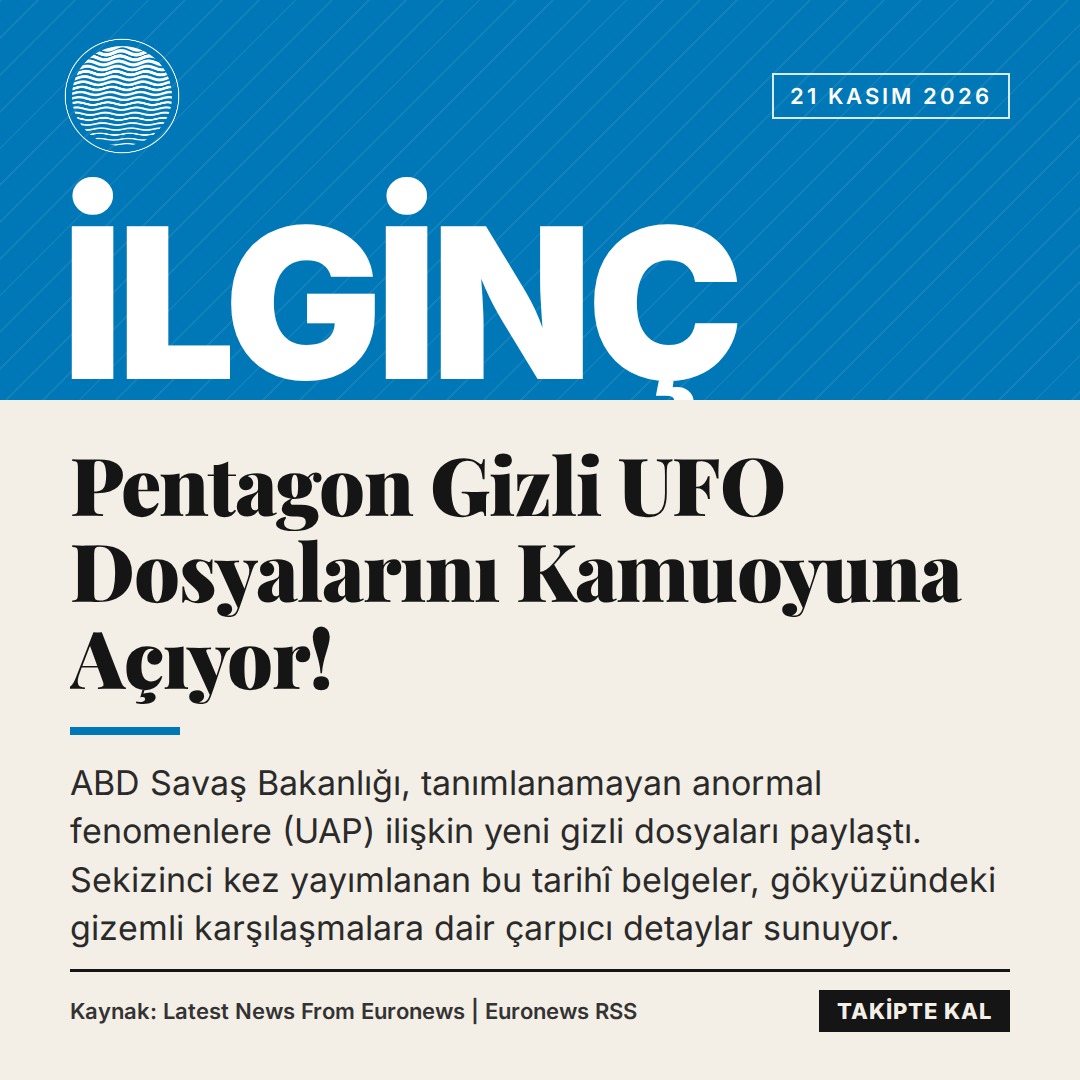 21 KASIM 2026
İLGİNÇ
Pentagon Gizli UFO
Dosyalarını Kamuoyuna
Açıyor!
ABD Savaş Bakanlığı, tanımlanamayan anormal
fenomenlere (UAP) ilişkin yeni gizli dosyaları paylaştı.
Sekizinci kez yayımlanan bu tarihî belgeler, gökyüzündeki
gizemli karşılaşmalara dair çarpıcı detaylar sunuyor.
Kaynak: Latest News From Euronews | Euronews RSS
TAKİPTE KAL